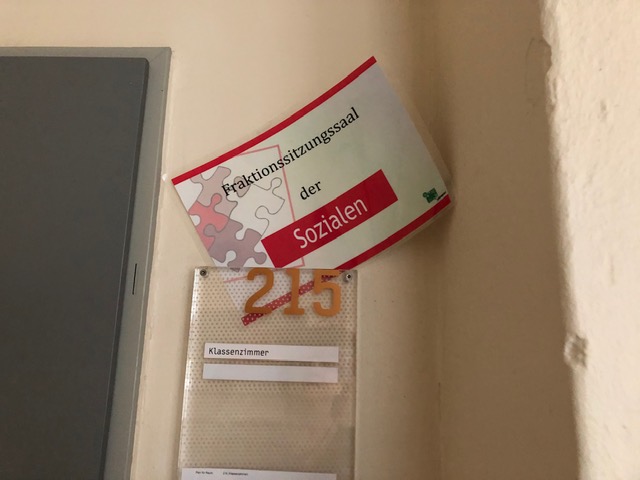 Fraktionssitzungssaal
der
Sozialen
215
Klassenzimmer